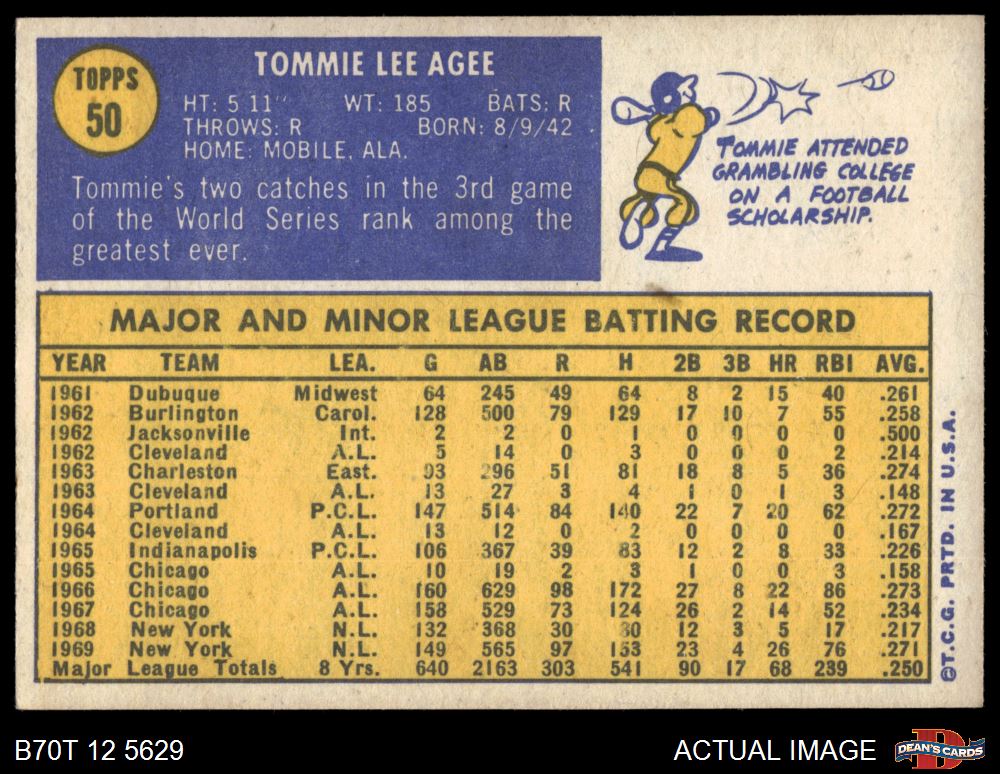 TOPPS
50
TOMMIE LEE AGEE
HT: 5 11" WT: 185 BATS: R
THROWS: R BORN: 8/9/42
HOME: MOBILE, ALA.
Tommie's two catches in the 3rd game
of the World Series rank among the
greatest ever.
TOMMIE ATTENDED
GRAMBLING COLLEGE
ON A FOOTBALL
SCHOLARSHIP.
MAJOR AND MINOR LEAGUE BATTING RECORD
YEAR TEAM LEA. G AB R H 2B 3B HR RBI AVG.
1961 Dubuque Midwest 64 245 49 64 8 2 15 40 .261
1962 Burlington Carol. 128 500 79 129 17 10 7 55 .258
1962 Jacksonville Int. 2 2 0 1 0 0 0 0 .500
1962 Cleveland A.L. 5 14 0 3 0 0 0 2 .214
1963 Charleston East. 93 296 51 81 18 8 5 36 .274
1963 Cleveland A.L. 13 27 3 4 1 0 1 3 .148
1964 Portland P.C.L. 147 514 84 140 22 7 20 62 .272
1964 Cleveland A.L. 13 12 0 2 0 0 0 0 .167
1965 Indianapolis P.C.L. 106 367 39 83 12 2 8 33 .226
1965 Chicago A.L. 10 19 2 3 1 0 0 3 .158
1966 Chicago A.L. 160 629 98 172 27 8 22 86 .273
1967 Chicago A.L. 158 529 73 124 26 2 14 52 .234
1968 New York N.L. 132 368 30 80 12 3 5 17 .217
1969 New York N.L. 149 565 97 153 23 4 26 76 .271
Major League Totals 8 Yrs. 640 2163 303 541 90 17 68 239 .250
©T.C.G. PRTD. IN U.S.A.
B70T 12 5629
ACTUAL IMAGE
DEAN'S CARDS